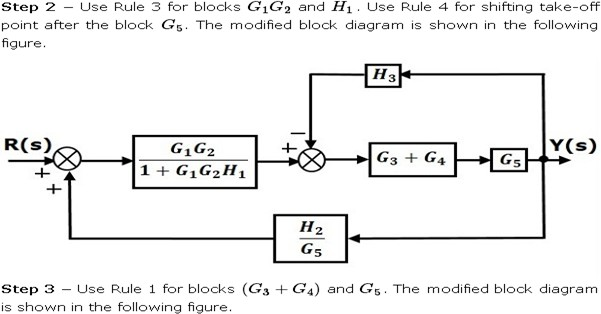 Step 2 – Use Rule 3 for blocks G₁G₂ and H₁. Use Rule 4 for shifting take-off
point after the block G₅. The modified block diagram is shown in the following
figure.
H₃
R(s)
+
+
G₁G₂
1 + G₁G₂H₁
+
−
G₃ + G₄
G₅
Y(s)
H₂
G₅
Step 3 – Use Rule 1 for blocks (G₃ + G₄) and G₅. The modified block diagram
is shown in the following figure.